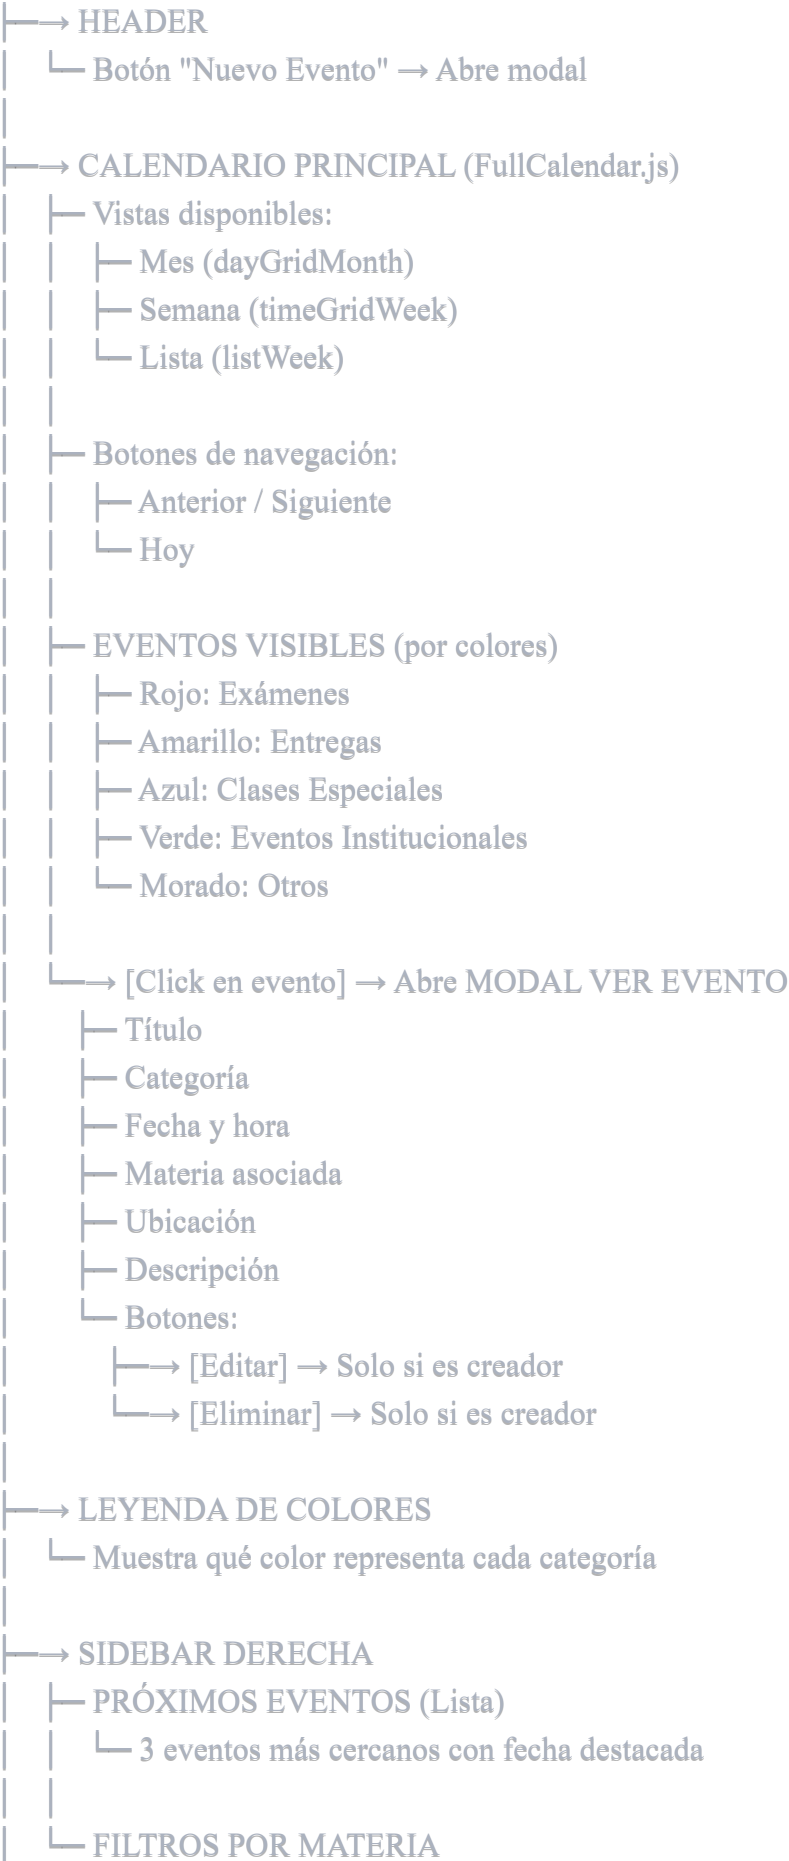 ├──→ HEADER
│   └─ Botón "Nuevo Evento" → Abre modal
│
├──→ CALENDARIO PRINCIPAL (FullCalendar.js)
│   ├─ Vistas disponibles:
│   │   ├─ Mes (dayGridMonth)
│   │   ├─ Semana (timeGridWeek)
│   │   └─ Lista (listWeek)
│   │
│   ├─ Botones de navegación:
│   │   ├─ Anterior / Siguiente
│   │   └─ Hoy
│   │
│   ├─ EVENTOS VISIBLES (por colores)
│   │   ├─ Rojo: Exámenes
│   │   ├─ Amarillo: Entregas
│   │   ├─ Azul: Clases Especiales
│   │   ├─ Verde: Eventos Institucionales
│   │   └─ Morado: Otros
│   │
│   └──→ [Click en evento] → Abre MODAL VER EVENTO
│       ├─ Título
│       ├─ Categoría
│       ├─ Fecha y hora
│       ├─ Materia asociada
│       ├─ Ubicación
│       ├─ Descripción
│       └─ Botones:
│           ├──→ [Editar] → Solo si es creador
│           └──→ [Eliminar] → Solo si es creador
│
├──→ LEYENDA DE COLORES
│   └─ Muestra qué color representa cada categoría
│
├──→ SIDEBAR DERECHA
│   ├─ PRÓXIMOS EVENTOS (Lista)
│   │   └─ 3 eventos más cercanos con fecha destacada
│   │
│   └─ FILTROS POR MATERIA